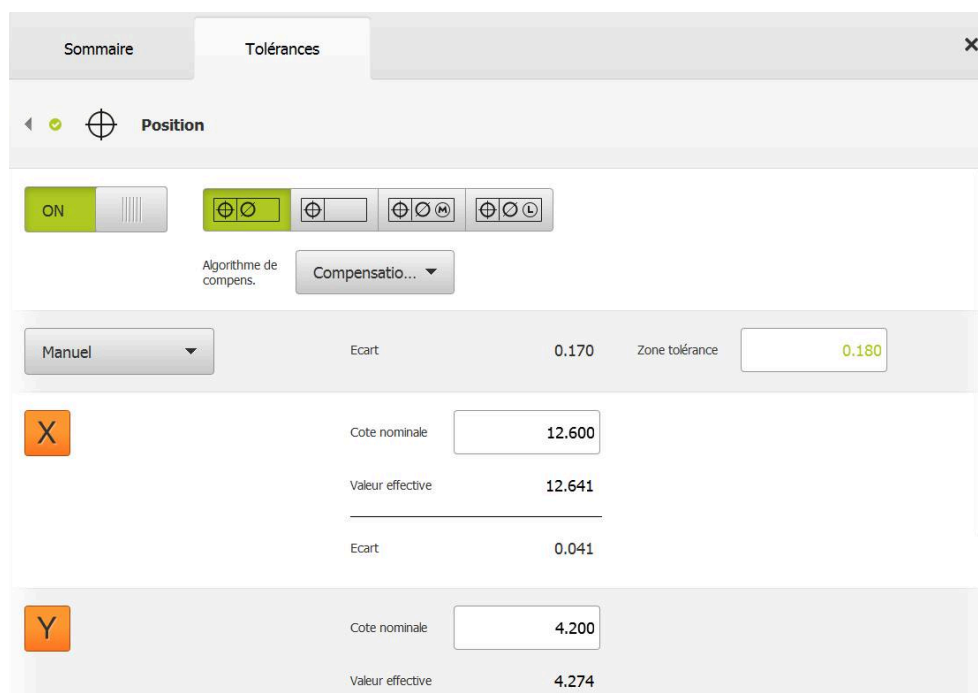 Sommaire Tolérances
Position
ON Ⓜ Ⓛ
Algorithme de
compens.
Compensatio...
Manuel Ecart 0.170 Zone tolérance 0.180
X Cote nominale 12.600
Valeur effective 12.641
Ecart 0.041
Y Cote nominale 4.200
Valeur effective 4.274